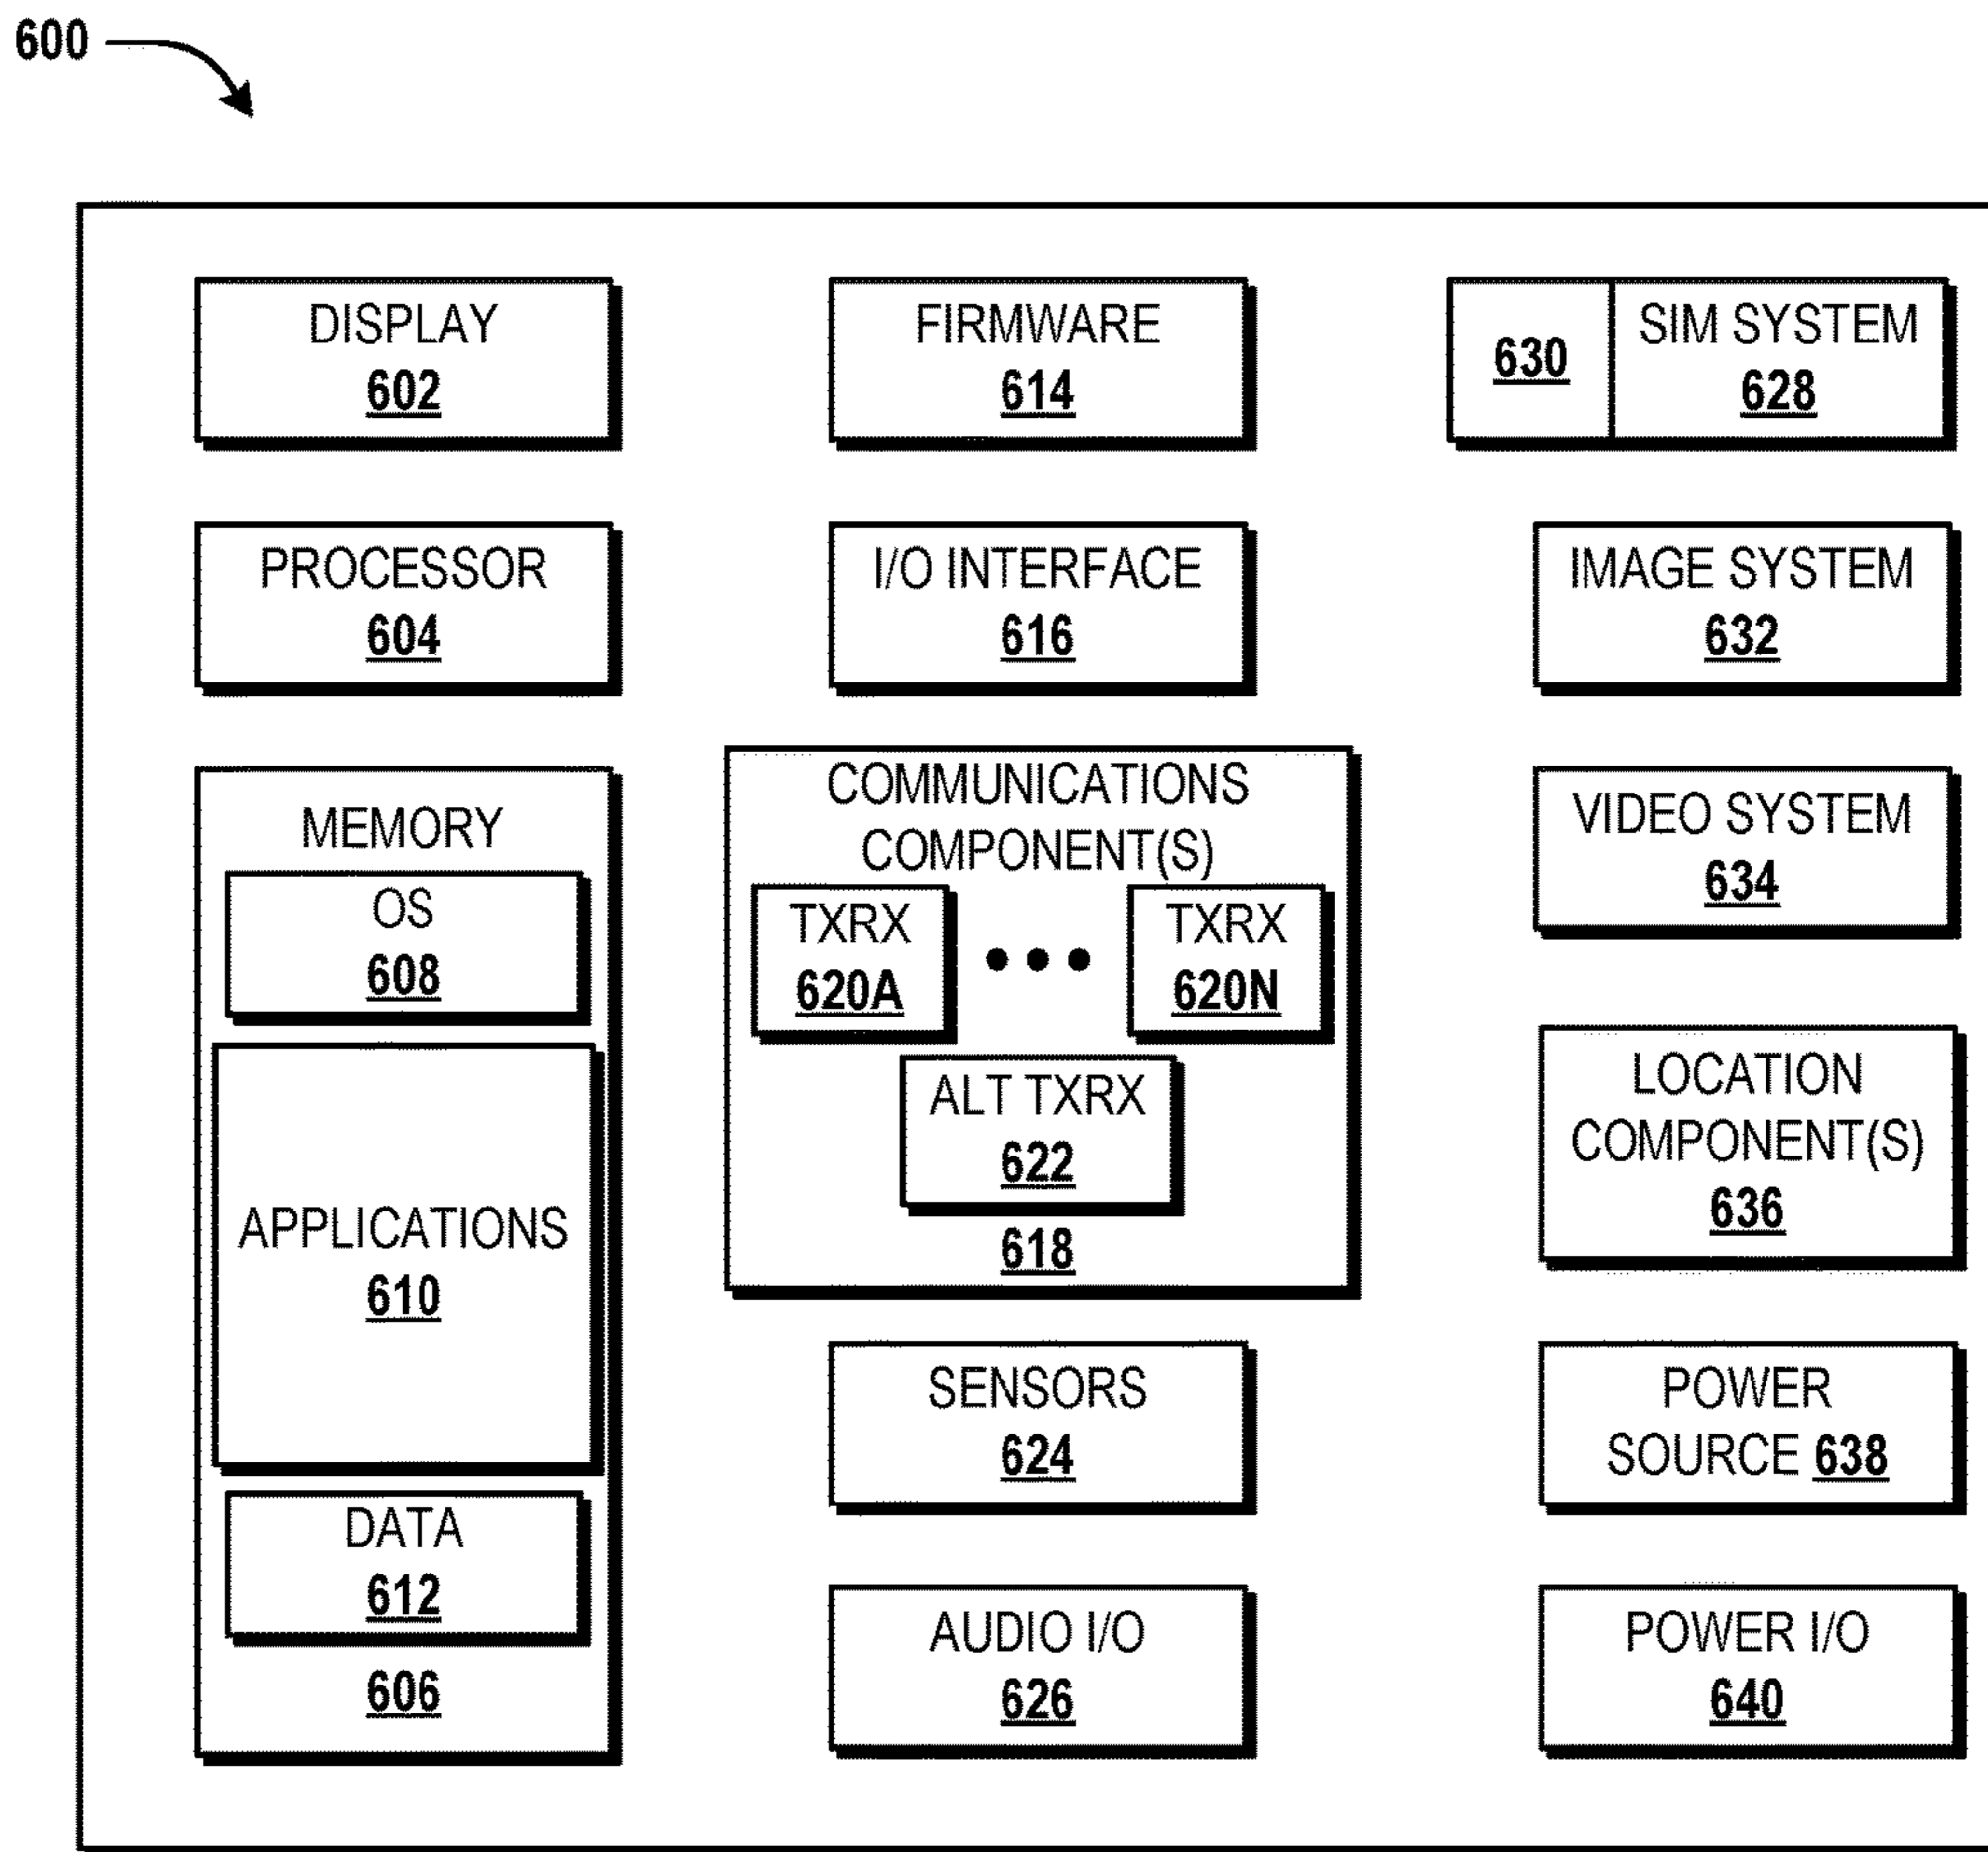 600
DISPLAY
602
PROCESSOR
604
MEMORY
OS
608
APPLICATIONS
610
DATA
612
606
FIRMWARE
614
I/O INTERFACE
616
COMMUNICATIONS
COMPONENT(S)
TXRX
620A
TXRX
620N
ALT TXRX
622
618
SENSORS
624
AUDIO I/O
626
630
SIM SYSTEM
628
IMAGE SYSTEM
632
VIDEO SYSTEM
634
LOCATION
COMPONENT(S)
636
POWER
SOURCE 638
POWER I/O
640